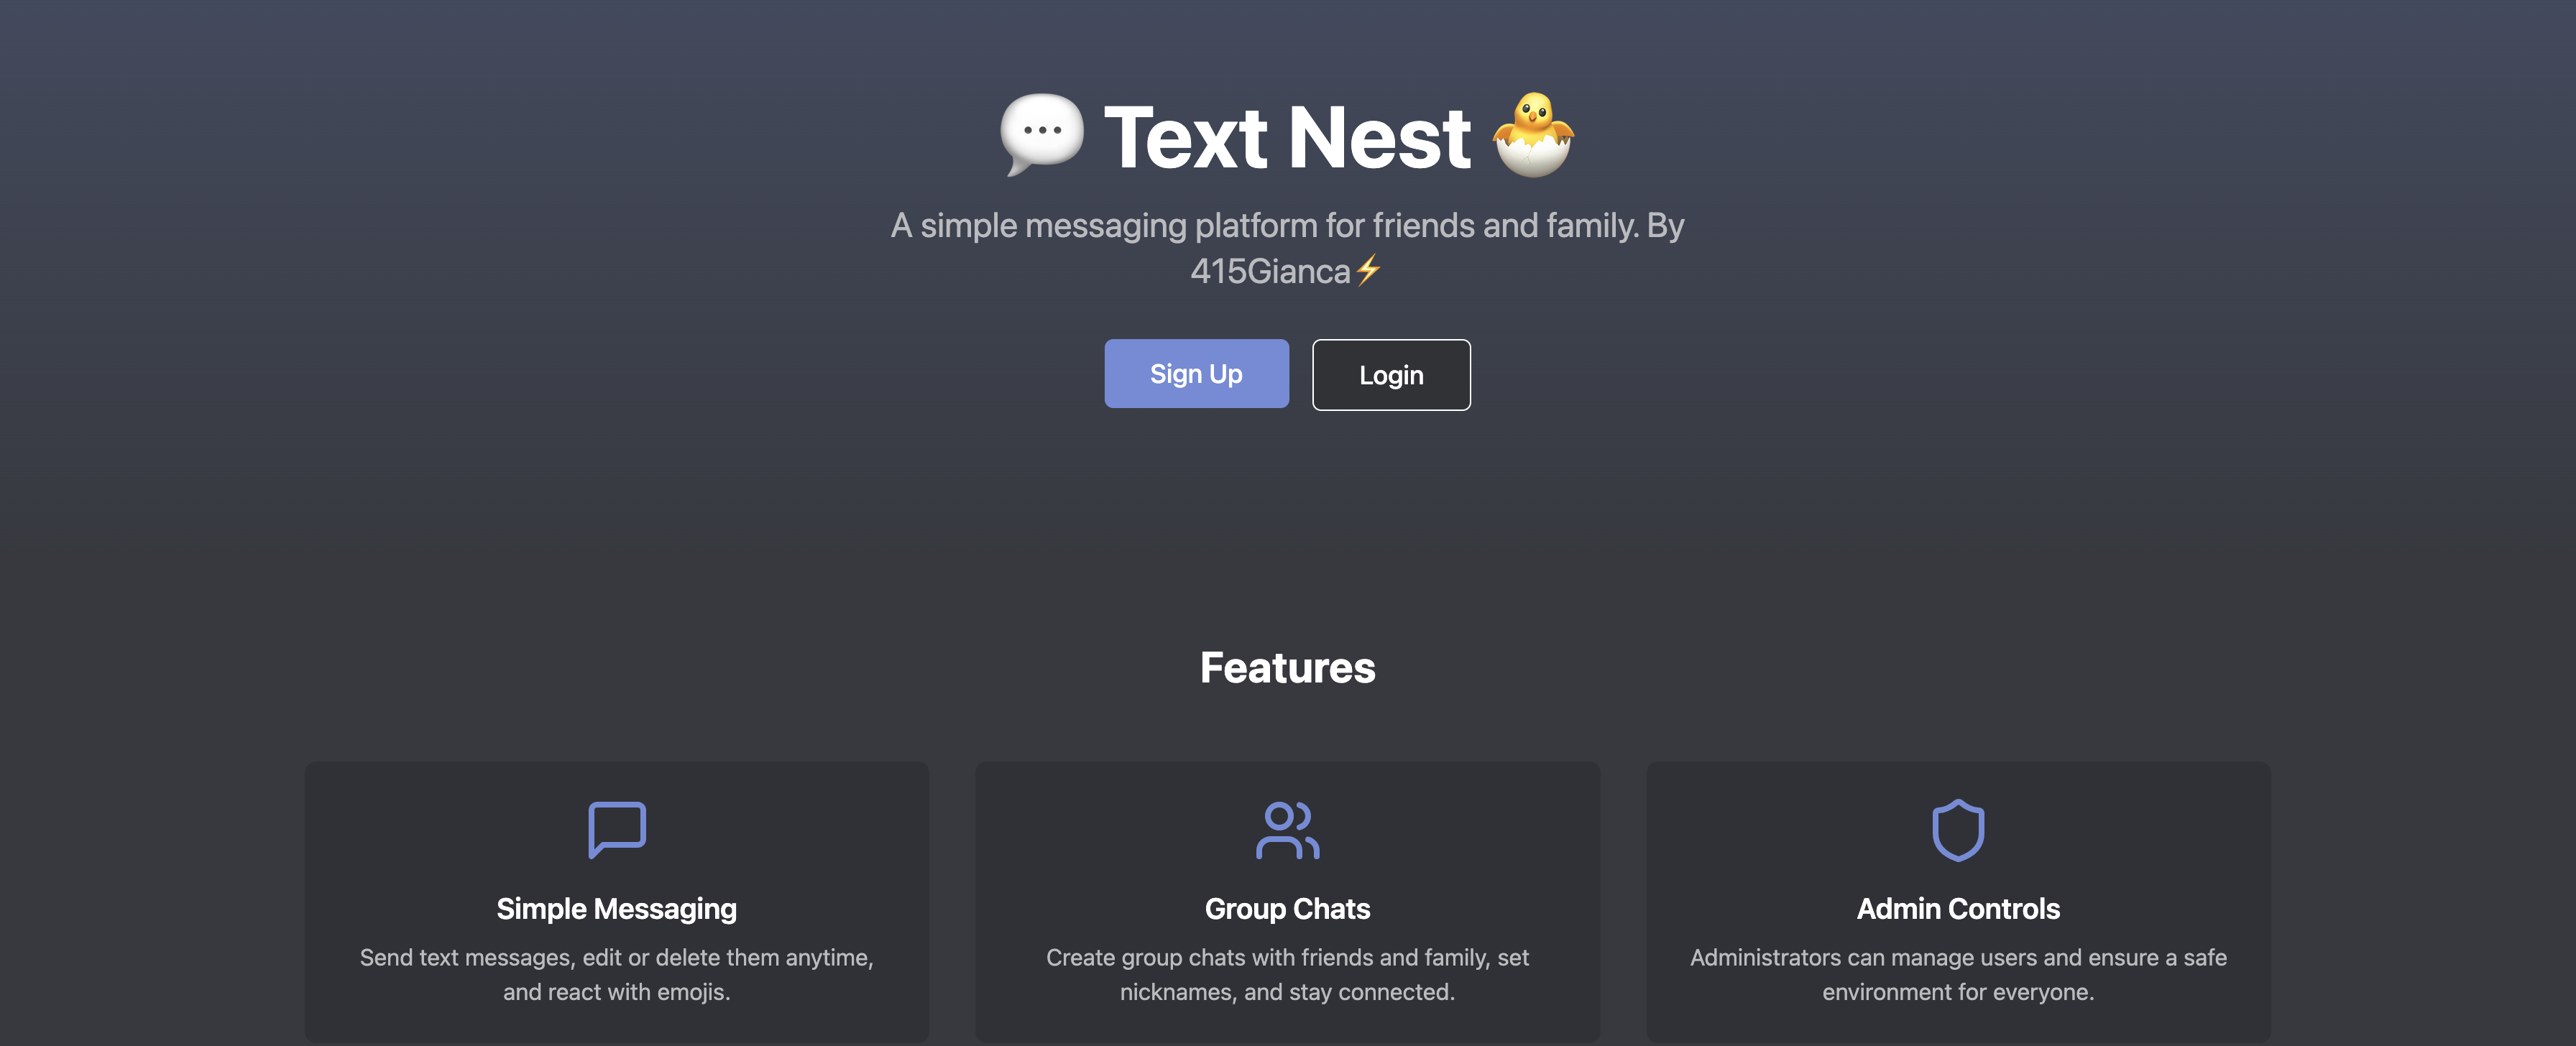 💬 Text Nest 🐣
A simple messaging platform for friends and family. By
415Gianca⚡
Sign Up
Login
Features
Simple Messaging
Send text messages, edit or delete them anytime,
and react with emojis.
Group Chats
Create group chats with friends and family, set
nicknames, and stay connected.
Admin Controls
Administrators can manage users and ensure a safe
environment for everyone.